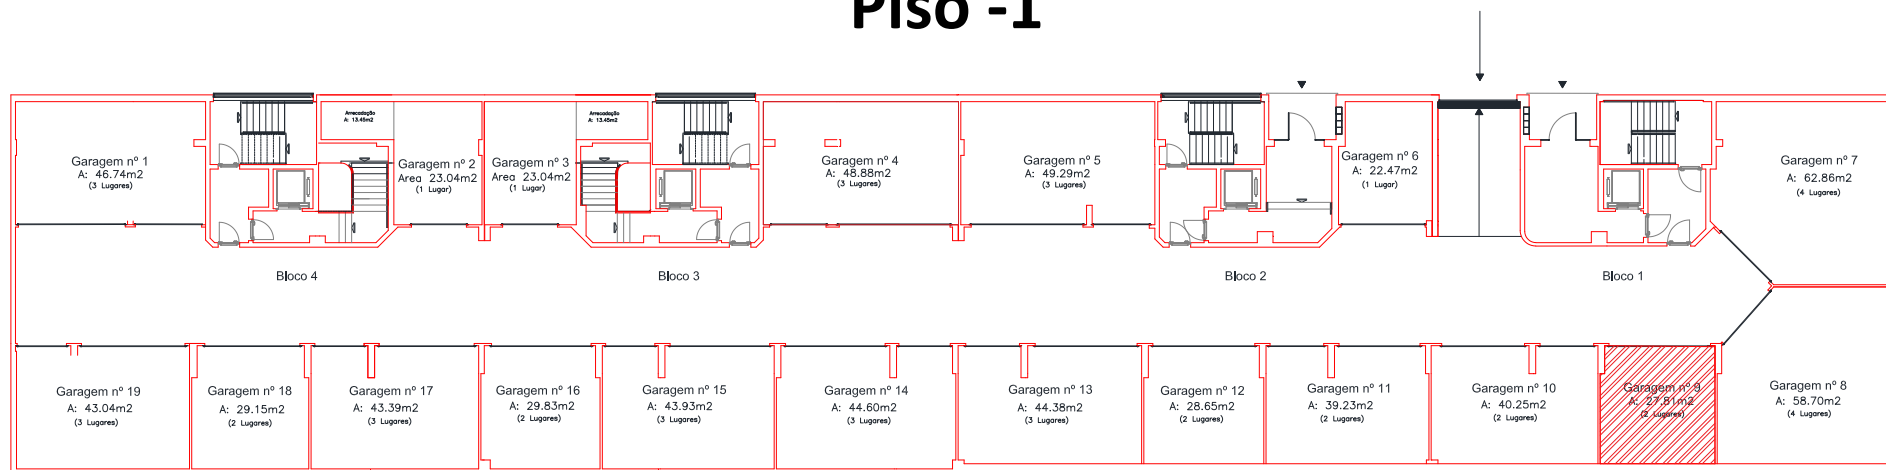 Piso -1
Arrecadação
A: 13.45m2
Arrecadação
A: 13.45m2
Garagem nº 1
A: 46.74m2
(3 Lugares)
Garagem nº 2
Area 23.04m2
(1 Lugar)
Garagem nº 3
Area 23.04m2
(1 Lugar)
Garagem nº 4
A: 48.88m2
(3 Lugares)
Garagem nº 5
A: 49.29m2
(3 Lugares)
Garagem nº 6
A: 22.47m2
(1 Lugar)
Garagem nº 7
A: 62.86m2
(4 Lugares)
Bloco 4
Bloco 3
Bloco 2
Bloco 1
Garagem nº 19
A: 43.04m2
(3 Lugares)
Garagem nº 18
A: 29.15m2
(2 Lugares)
Garagem nº 17
A: 43.39m2
(3 Lugares)
Garagem nº 16
A: 29.83m2
(2 Lugares)
Garagem nº 15
A: 43.93m2
(3 Lugares)
Garagem nº 14
A: 44.60m2
(3 Lugares)
Garagem nº 13
A: 44.38m2
(3 Lugares)
Garagem nº 12
A: 28.65m2
(2 Lugares)
Garagem nº 11
A: 39.23m2
(2 Lugares)
Garagem nº 10
A: 40.25m2
(2 Lugares)
Garagem nº 9
A: 27.81m2
(2 Lugares)
Garagem nº 8
A: 58.70m2
(4 Lugares)